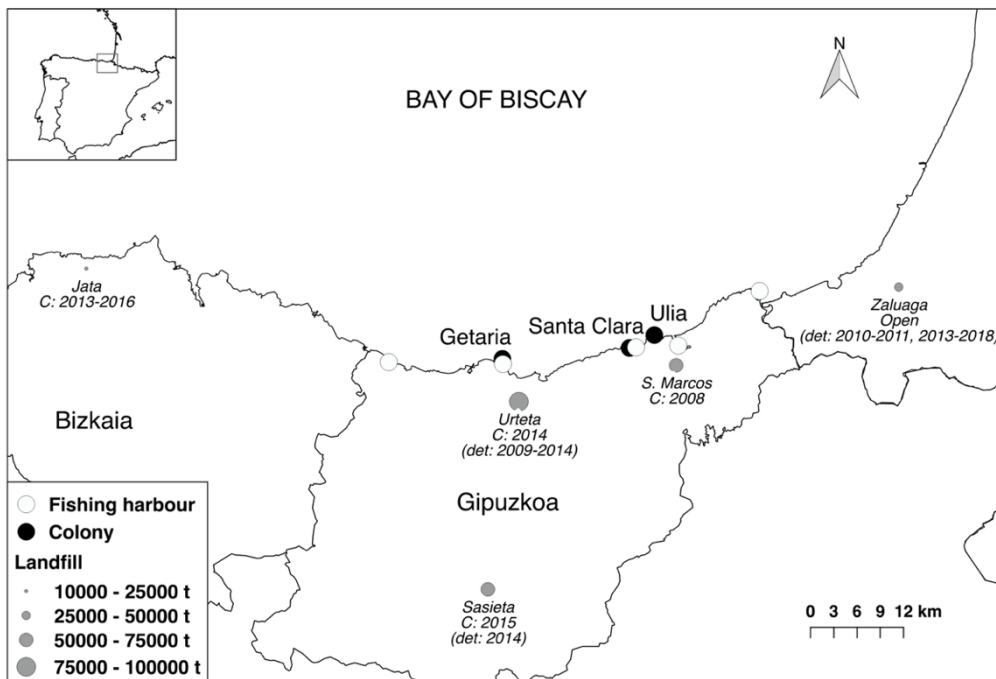 N
BAY OF BISCAY
Jata
C: 2013-2016
Getaria
Santa Clara
Ulia
Zaluaga
Open
(det: 2010-2011, 2013-2018)
S. Marcos
C: 2008
Bizkaia
Urteta
C: 2014
(det: 2009-2014)
Gipuzkoa
Sasieta
C: 2015
(det: 2014)
Fishing harbour
Colony
Landfill
10000 - 25000 t
25000 - 50000 t
50000 - 75000 t
75000 - 100000 t
0 3 6 9 12 km